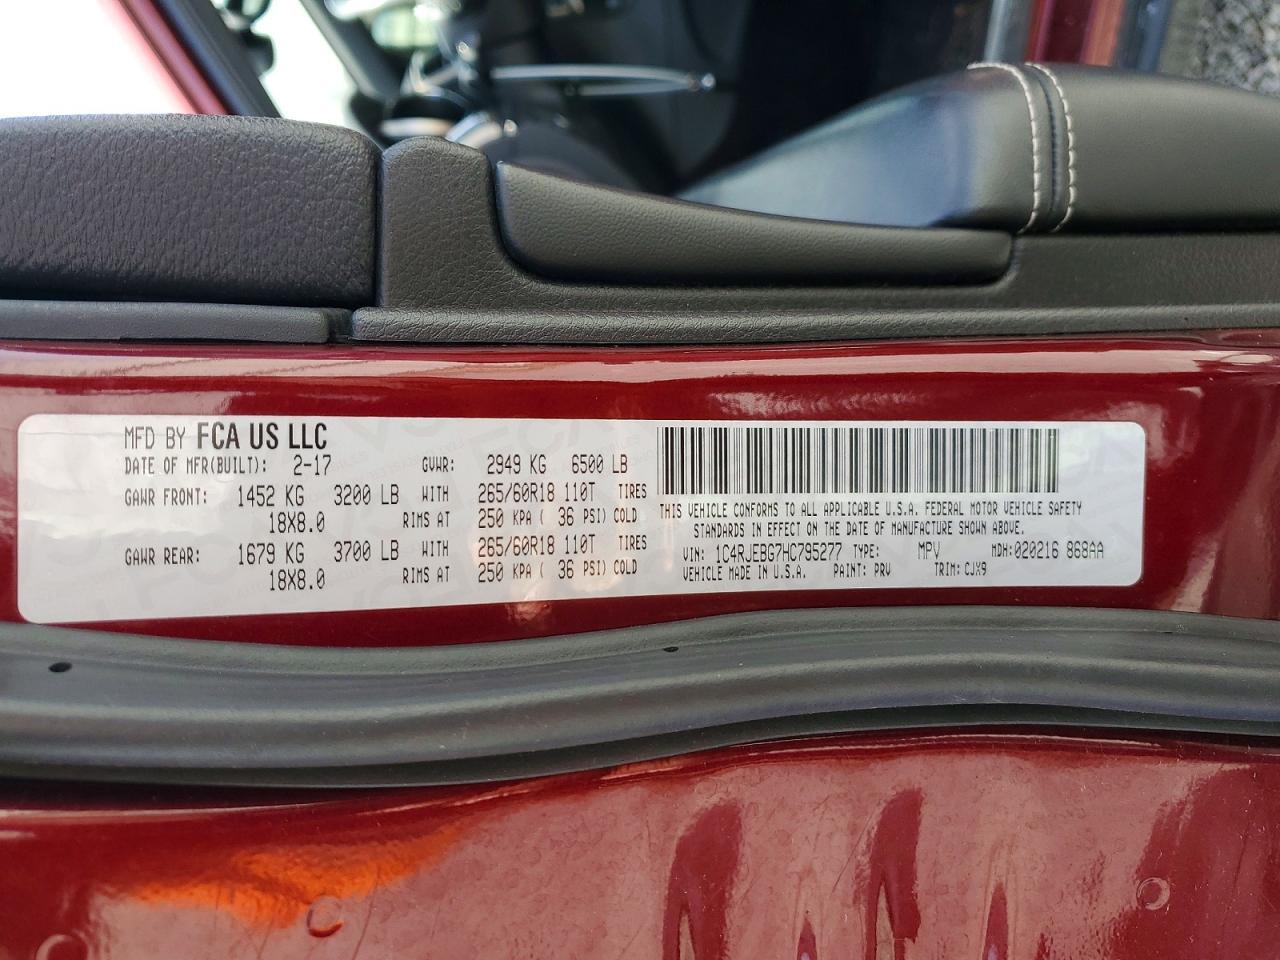 MFD BY FCA US LLC
DATE OF MFR(BUILT): 2-17 GVWR: 2949 KG 6500 LB
GAWR FRONT: 1452 KG 3200 LB WITH 265/60R18 110T TIRES
18X8.0 RIMS AT 250 KPA ( 36 PSI) COLD
GAWR REAR: 1679 KG 3700 LB WITH 265/60R18 110T TIRES
18X8.0 RIMS AT 250 KPA ( 36 PSI) COLD
THIS VEHICLE CONFORMS TO ALL APPLICABLE U.S.A. FEDERAL MOTOR VEHICLE SAFETY
STANDARDS IN EFFECT ON THE DATE OF MANUFACTURE SHOWN ABOVE.
VIN: 1C4RJEBG7HC795277 TYPE: MPV MDH:020216 868AA
VEHICLE MADE IN U.S.A. PAINT: PRV TRIM: CJX9